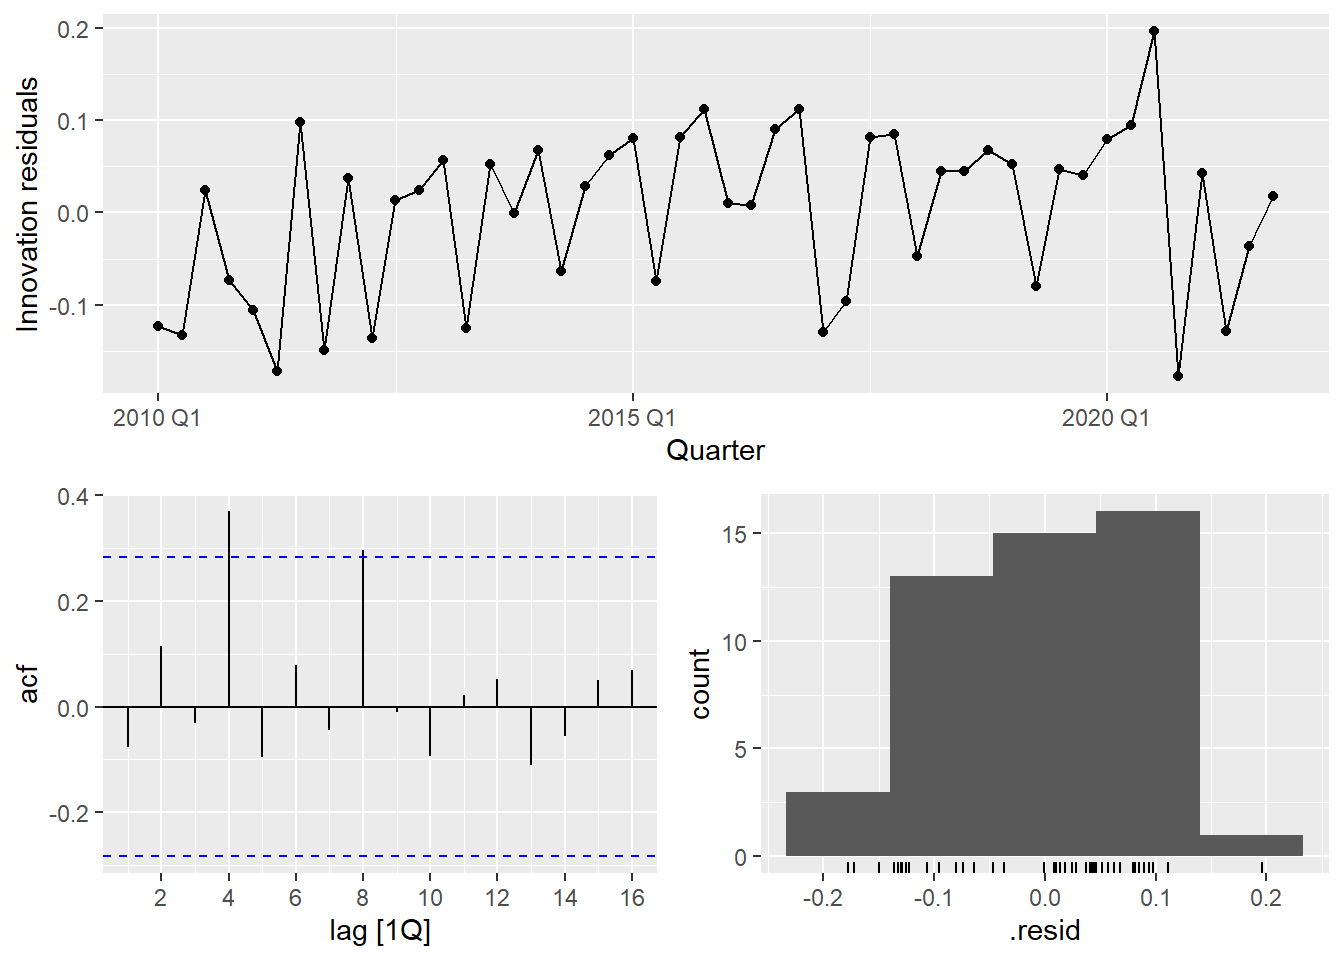 Innovation residuals
0.2
0.1
0.0
-0.1
2010 Q1 2015 Q1 2020 Q1
Quarter
acf
0.4
0.2
0.0
-0.2
2 4 6 8 10 12 14 16
lag [1Q]
count
15
10
5
0
-0.2 -0.1 0.0 0.1 0.2
.resid